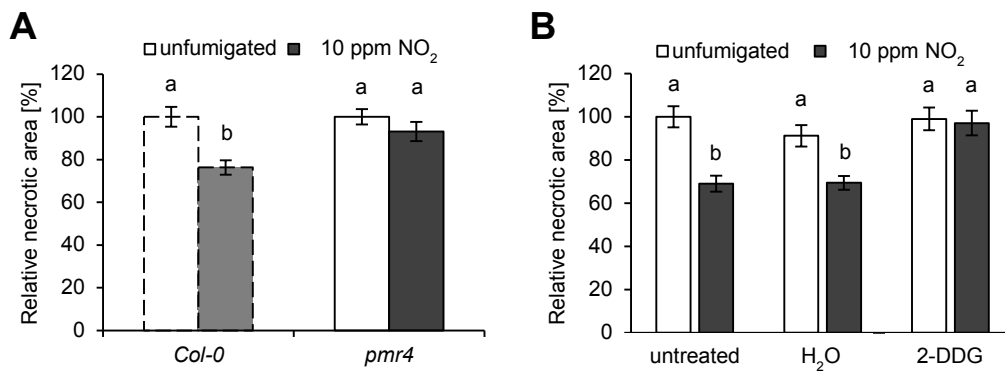 A
unfumigated 10 ppm NO₂
Relative necrotic area [%]
120
100
80
60
40
20
0
a
b
a
a
Col-0
pmr4
B
unfumigated 10 ppm NO₂
Relative necrotic area [%]
120
100
80
60
40
20
0
a
b
a
b
a
a
untreated
H₂O
2-DDG